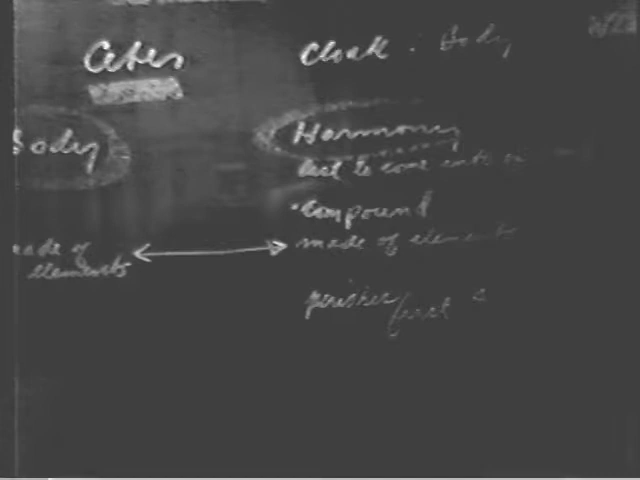 Cebes
Cloak : Body
Body
Harmony
last to come into
• compound
made of elements
made of
elements
perishes first